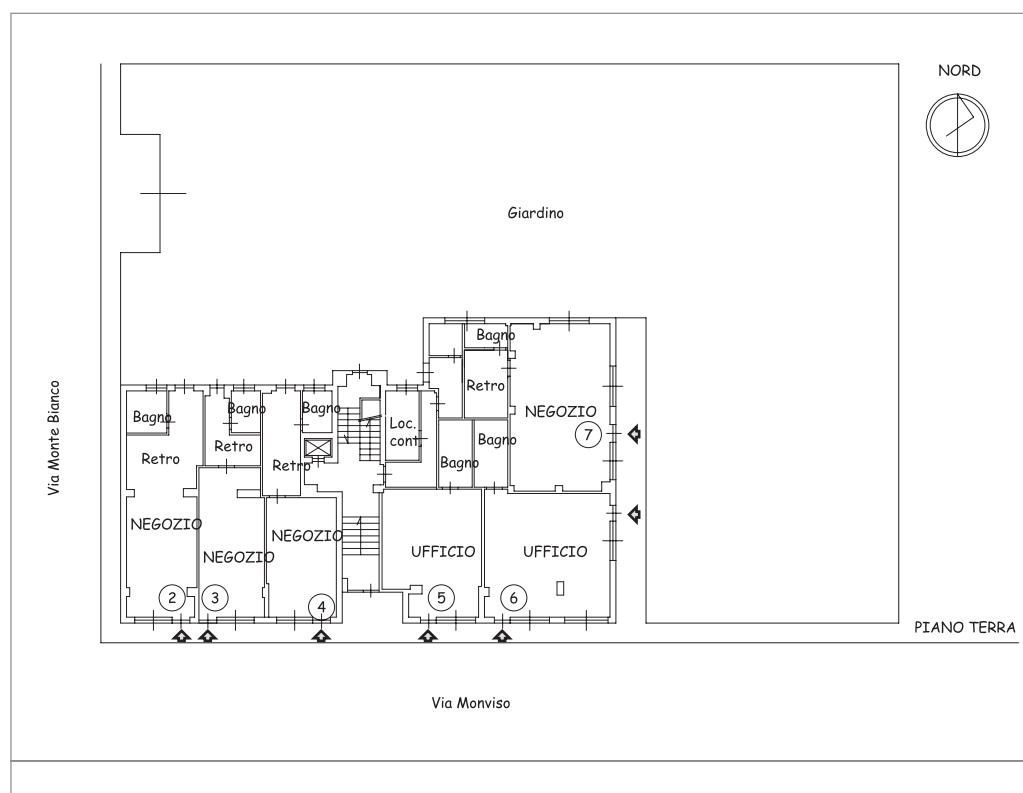 NORD
Giardino
Via Monte Bianco
Bagno
Retro
NEGOZIO
7
Bagno
Bagno
Bagno
Loc.
cont
Bagno
Bagno
Retro
Retro
Retro
NEGOZIO
NEGOZIO
NEGOZIO
UFFICIO
UFFICIO
2
3
4
5
6
PIANO TERRA
Via Monviso